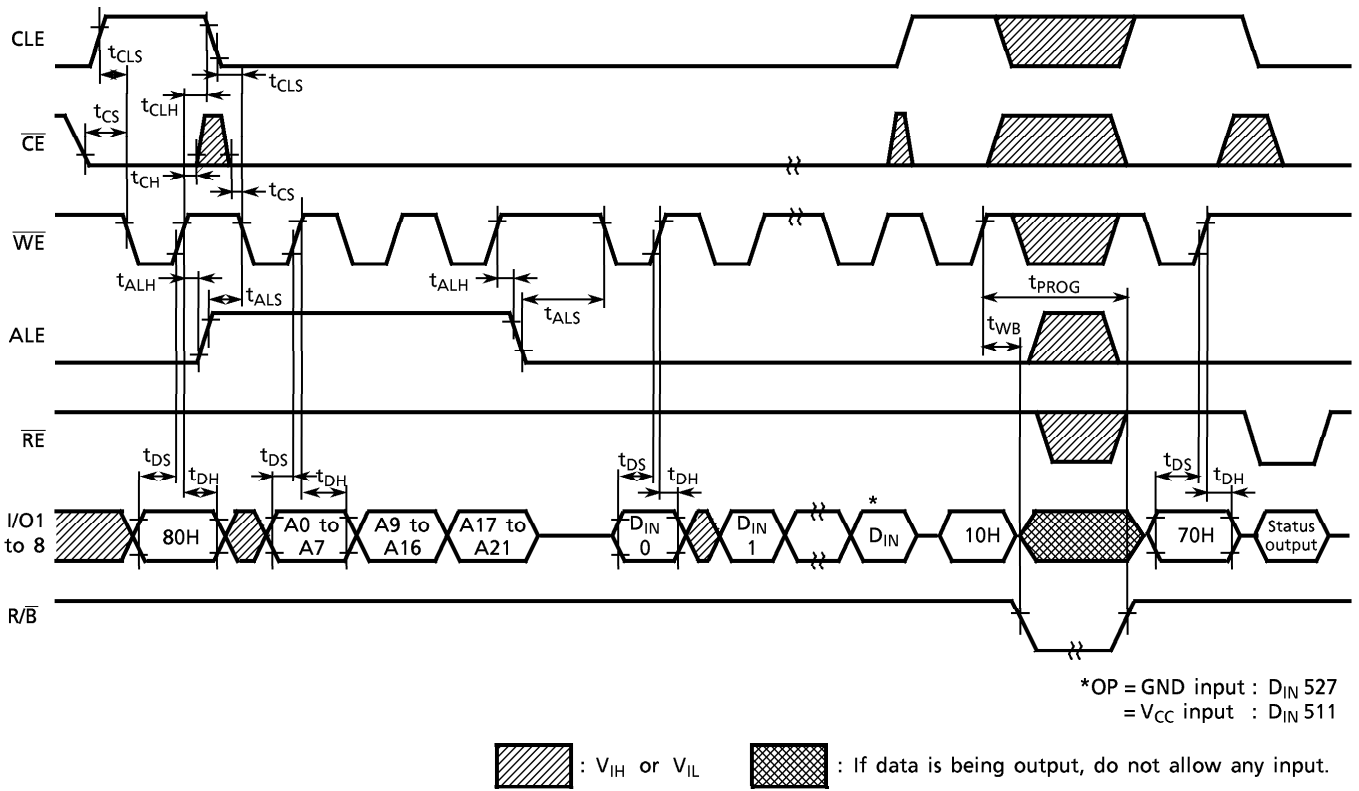 CLE
tCLS
tCLS
tCLH
tCS
CE
tCH
tCS
WE
tALH
tALS
tALH
tALS
tPROG
tWB
ALE
RE
tDS
tDH
tDS
tDH
tDS
tDH
tDS
tDH
I/O1
to 8
80H
A0 to
A7
A9 to
A16
A17 to
A21
DIN
0
DIN
1
*
DIN
10H
70H
Status
output
R/B
*OP = GND input : DIN 527
= VCC input : DIN 511
: VIH or VIL
: If data is being output, do not allow any input.